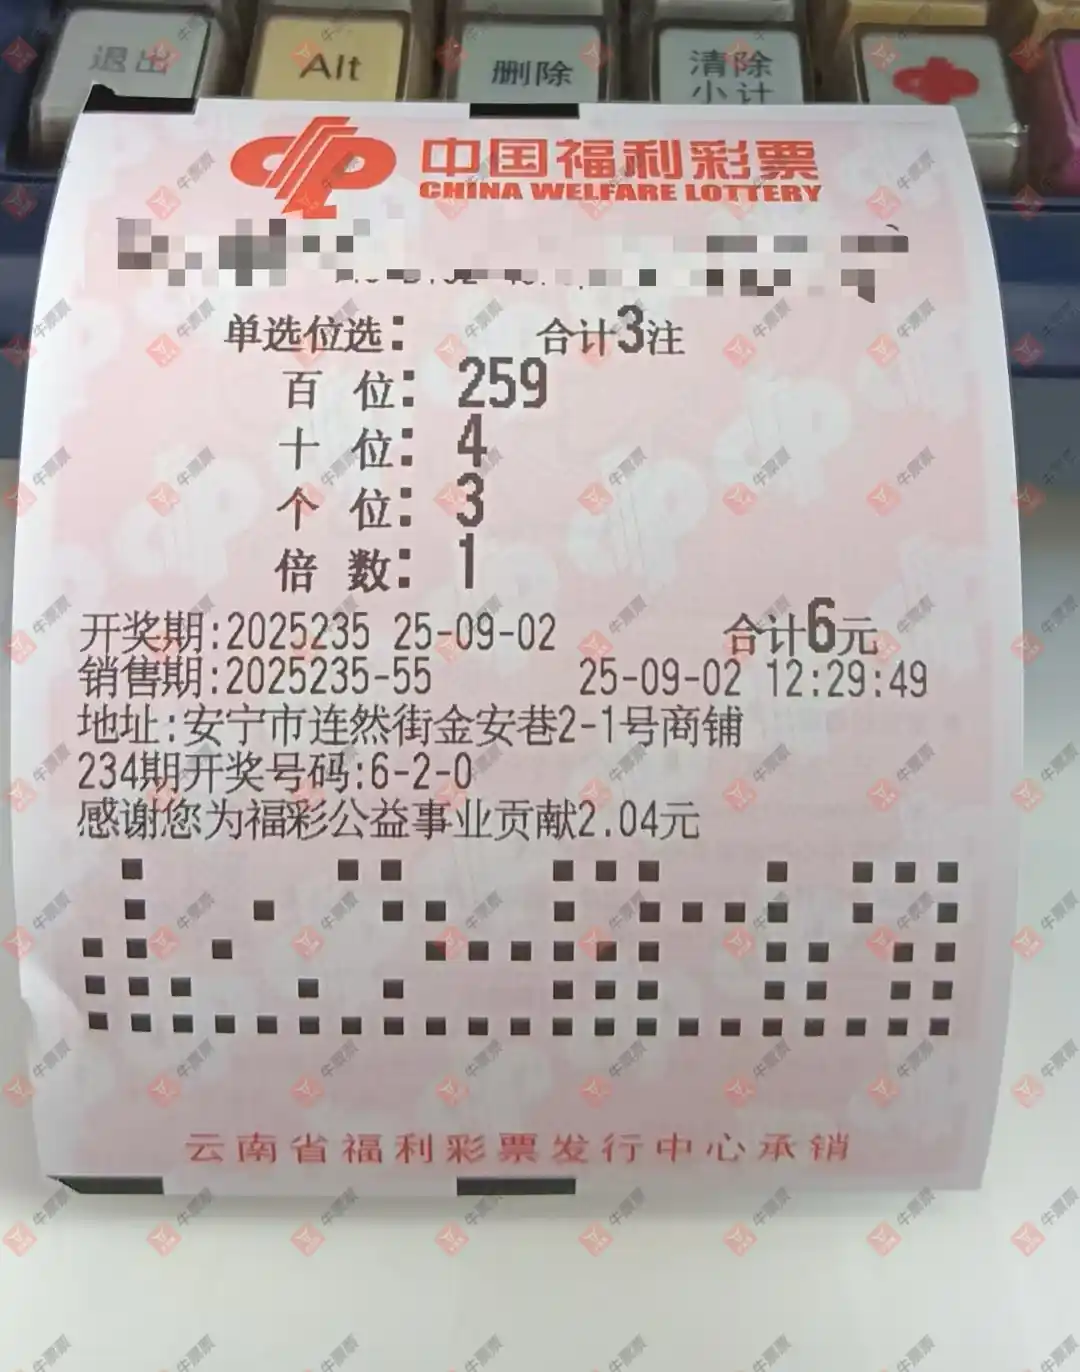 退出 Alt 删除 清除
小计
中国福利彩票
CHINA WELFARE LOTTERY
单选位选: 合计3注
百 位: 259
十 位: 4
个 位: 3
倍 数: 1
开奖期:2025235 25-09-02 合计6元
销售期:2025235-55 25-09-02 12:29:49
地址:安宁市连然街金安巷2-1号商铺
234期开奖号码:6-2-0
感谢您为福彩公益事业贡献2.04元
云南省福利彩票发行中心承销
牛票票